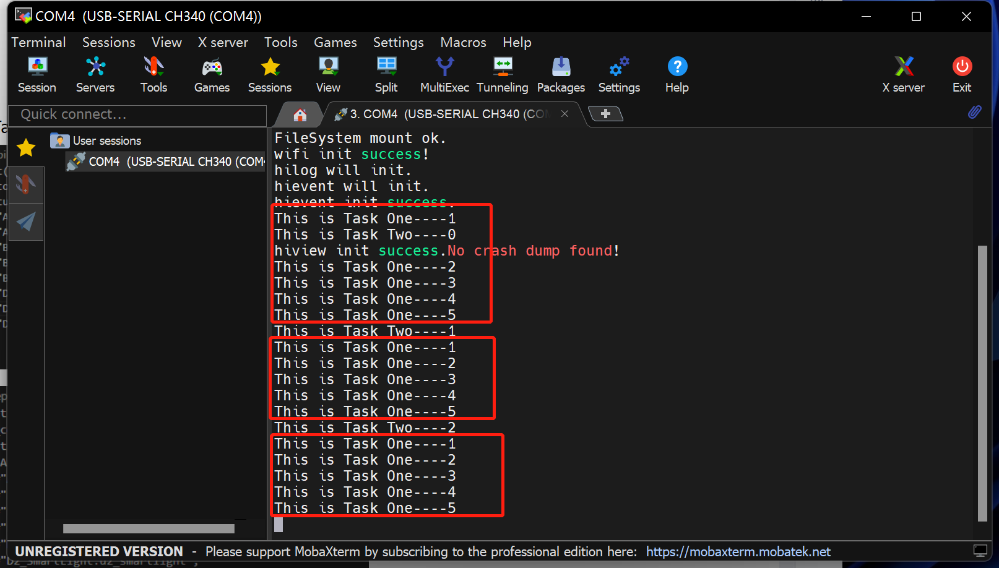 COM4  (USB-SERIAL CH340 (COM4))
Terminal Sessions View X server Tools Games Settings Macros Help
Session Servers Tools Games Sessions View Split MultiExec Tunneling Packages Settings Help X server Exit
Quick connect...
3. COM4  (USB-SERIAL CH340 (COM
User sessions
COM4  (USB-SERIAL CH340 (COM4
FileSystem mount ok.
wifi init success!
hilog will init.
hievent will init.
hievent init success.
This is Task One----1
This is Task Two----0
hiview init success.No crash dump found!
This is Task One----2
This is Task One----3
This is Task One----4
This is Task One----5
This is Task Two----1
This is Task One----1
This is Task One----2
This is Task One----3
This is Task One----4
This is Task One----5
This is Task Two----2
This is Task One----1
This is Task One----2
This is Task One----3
This is Task One----4
This is Task One----5
UNREGISTERED VERSION  -  Please support MobaXterm by subscribing to the professional edition here:  https://mobaxterm.mobatek.net